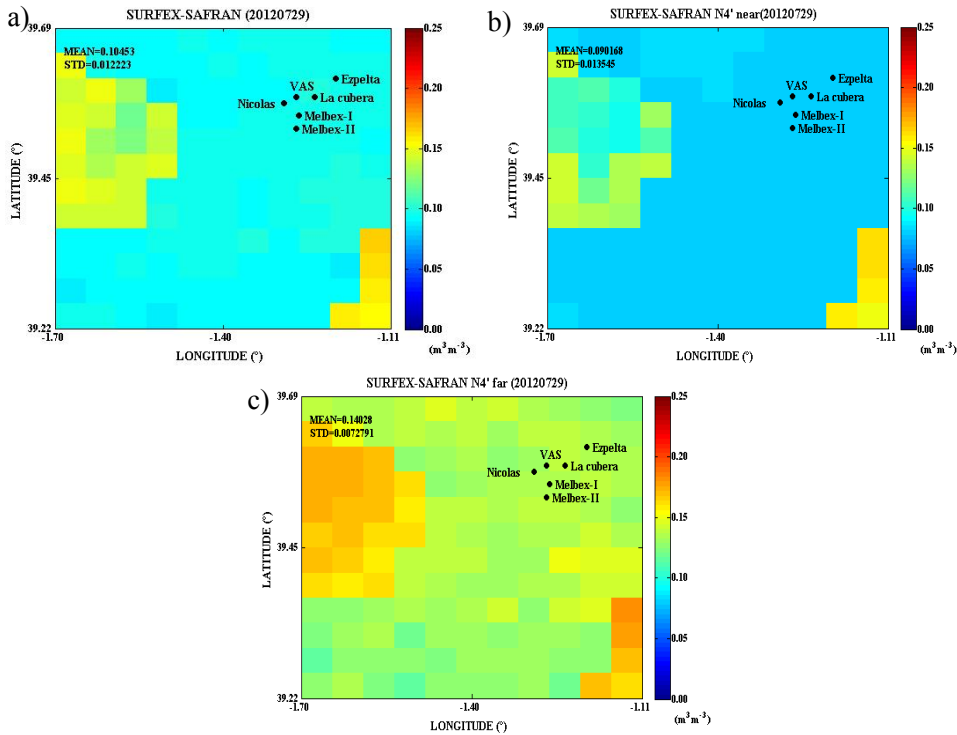 a)
SURFEX-SAFRAN (20120729)
39.69
MEAN=0.10453
STD=0.012223
Ezpelta
VAS
La cubera
Nicolas
Melbex-I
Melbex-II
LATITUDE (°)
39.45
39.22
-1.70
-1.40
-1.11
LONGITUDE (°)
0.25
0.20
0.15
0.10
0.05
0.00
(m³m-³)
b)
SURFEX-SAFRAN N4' near(20120729)
39.69
MEAN=0.090168
STD=0.013545
Ezpelta
VAS
La cubera
Nicolas
Melbex-I
Melbex-II
LATITUDE (°)
39.45
39.22
-1.70
-1.40
-1.11
LONGITUDE (°)
0.25
0.20
0.15
0.10
0.05
0.00
(m³m-³)
c)
SURFEX-SAFRAN N4' far (20120729)
39.69
MEAN=0.14028
STD=0.0072791
Ezpelta
VAS
La cubera
Nicolas
Melbex-I
Melbex-II
LATITUDE (°)
39.45
39.22
-1.70
-1.40
-1.11
LONGITUDE (°)
0.25
0.20
0.15
0.10
0.05
0.00
(m³m-³)